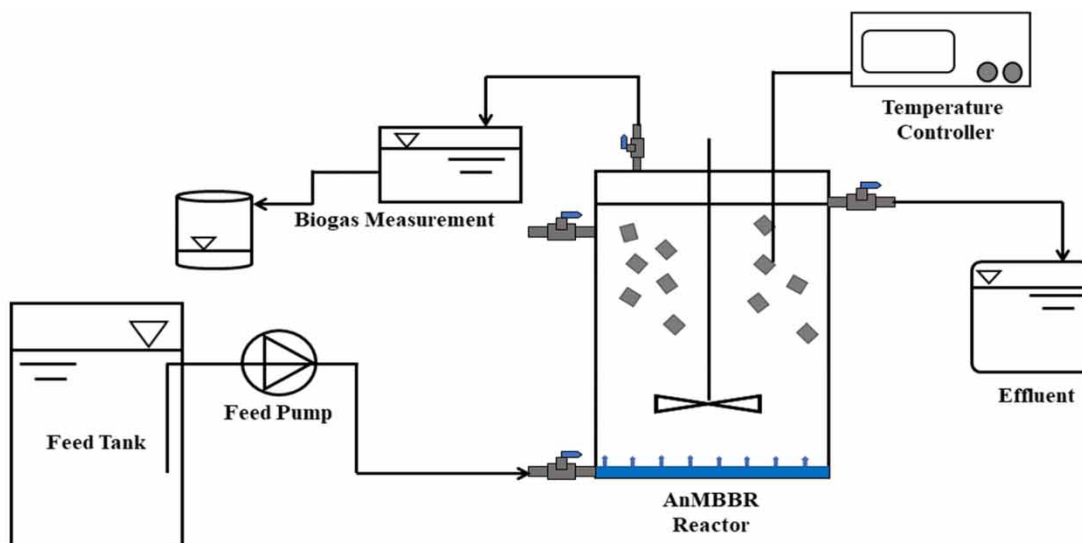 Temperature
Controller
Biogas Measurement
Feed Pump
Feed Tank
Effluent
AnMBBR
Reactor